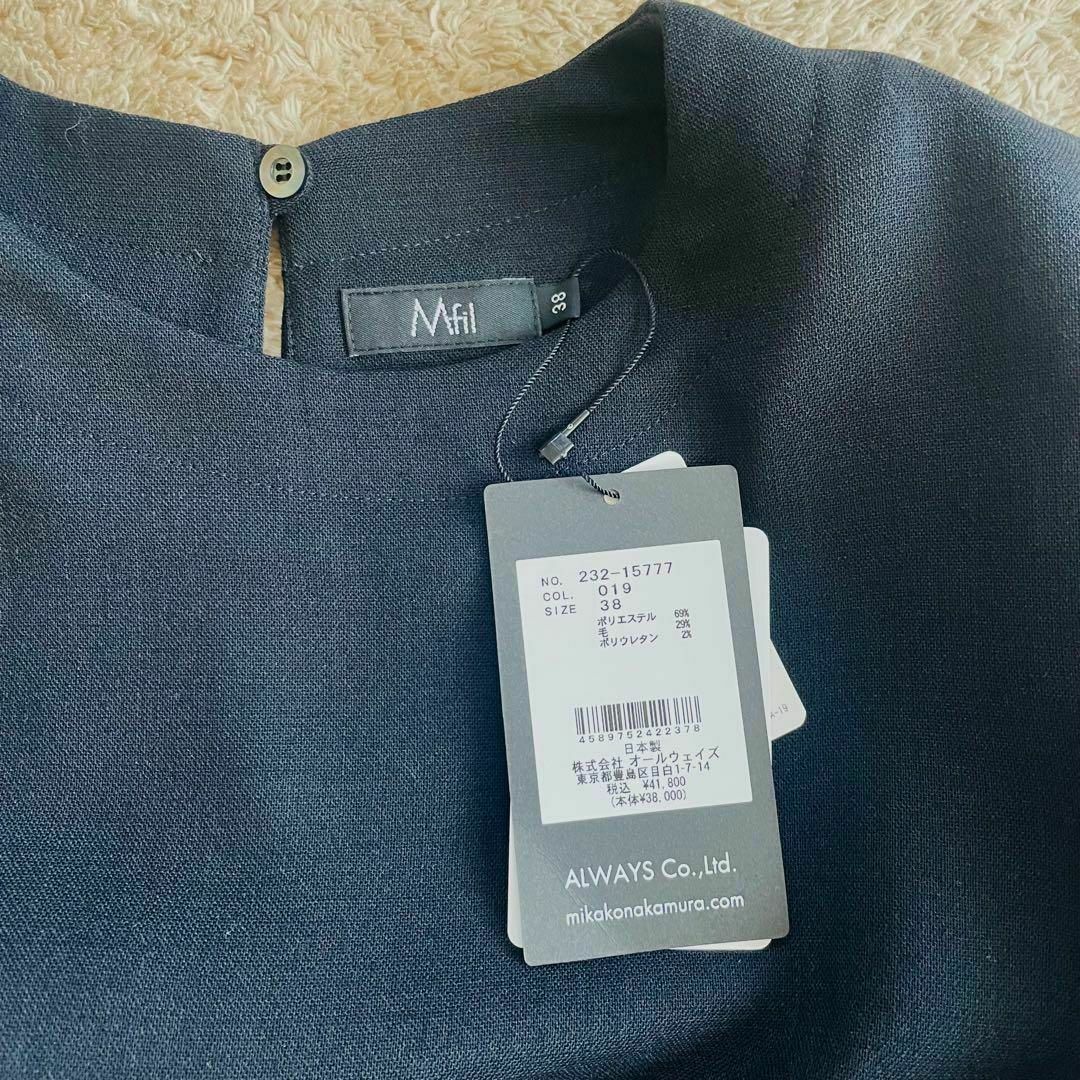 M•fil
38
NO. 232-15777
COL. 019
SIZE 38
ポリエステル 69%
毛 29%
ポリウレタン 2%
4589752422378
日本製
株式会社 オールウェイズ
東京都豊島区目白1-7-14
税込 ¥41,800
(本体¥38,000)
ALWAYS Co.,Ltd.
mikakonakamura.com
A-19